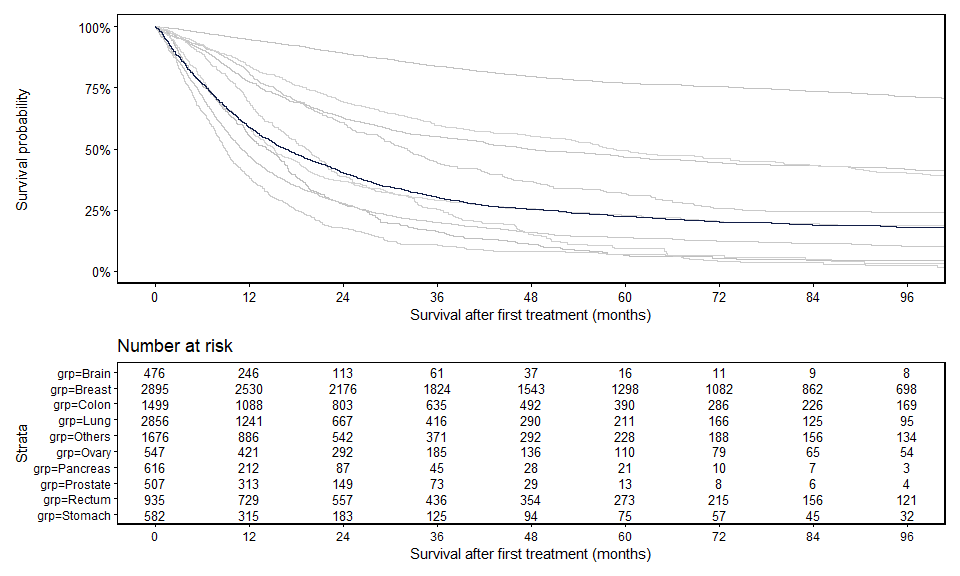 Survival probability
100%
75%
50%
25%
0%
0 12 24 36 48 60 72 84 96
Survival after first treatment (months)
Number at risk
Strata
grp=Brain 476 246 113 61 37 16 11 9 8
grp=Breast 2895 2530 2176 1824 1543 1298 1082 862 698
grp=Colon 1499 1088 803 635 492 390 286 226 169
grp=Lung 2856 1241 667 416 290 211 166 125 95
grp=Others 1676 886 542 371 292 228 188 156 134
grp=Ovary 547 421 292 185 136 110 79 65 54
grp=Pancreas 616 212 87 45 28 21 10 7 3
grp=Prostate 507 313 149 73 29 13 8 6 4
grp=Rectum 935 729 557 436 354 273 215 156 121
grp=Stomach 582 315 183 125 94 75 57 45 32
0 12 24 36 48 60 72 84 96
Survival after first treatment (months)